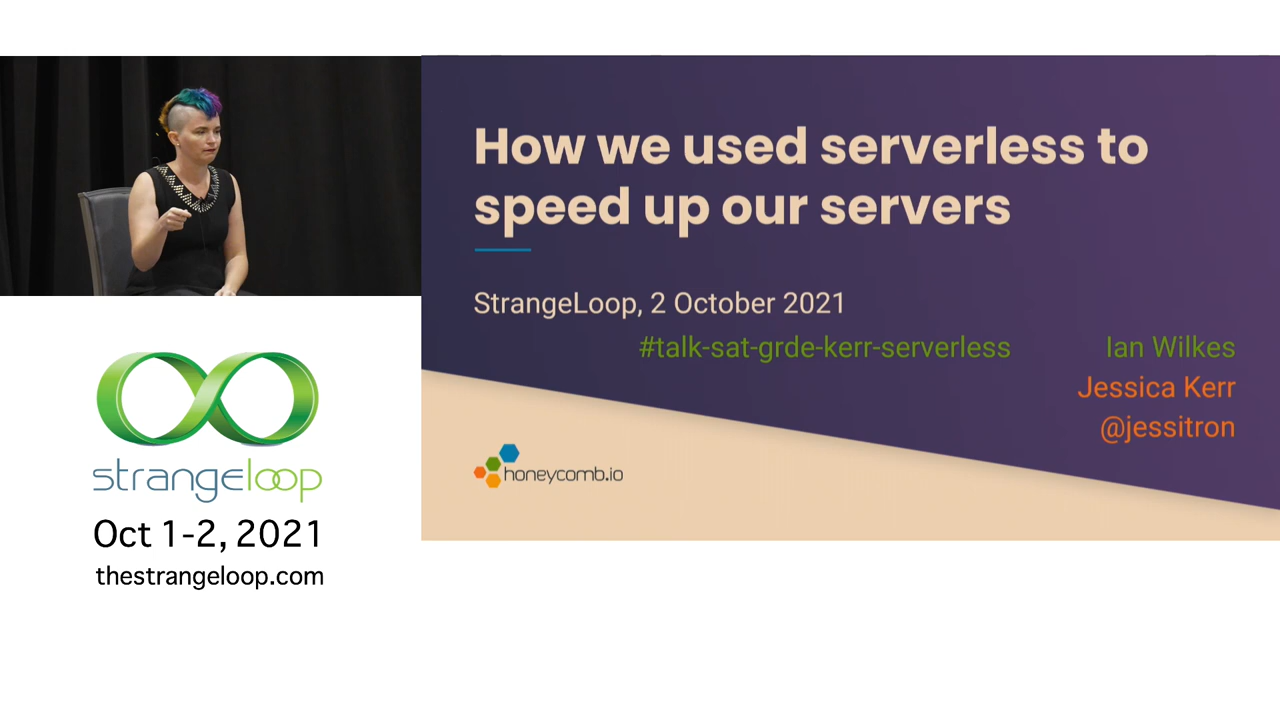 How we used serverless to
speed up our servers
StrangeLoop, 2 October 2021
#talk-sat-grde-kerr-serverless
Ian Wilkes
Jessica Kerr
@jessitron
honeycomb.io
strangeloop
Oct 1-2, 2021
thestrangeloop.com